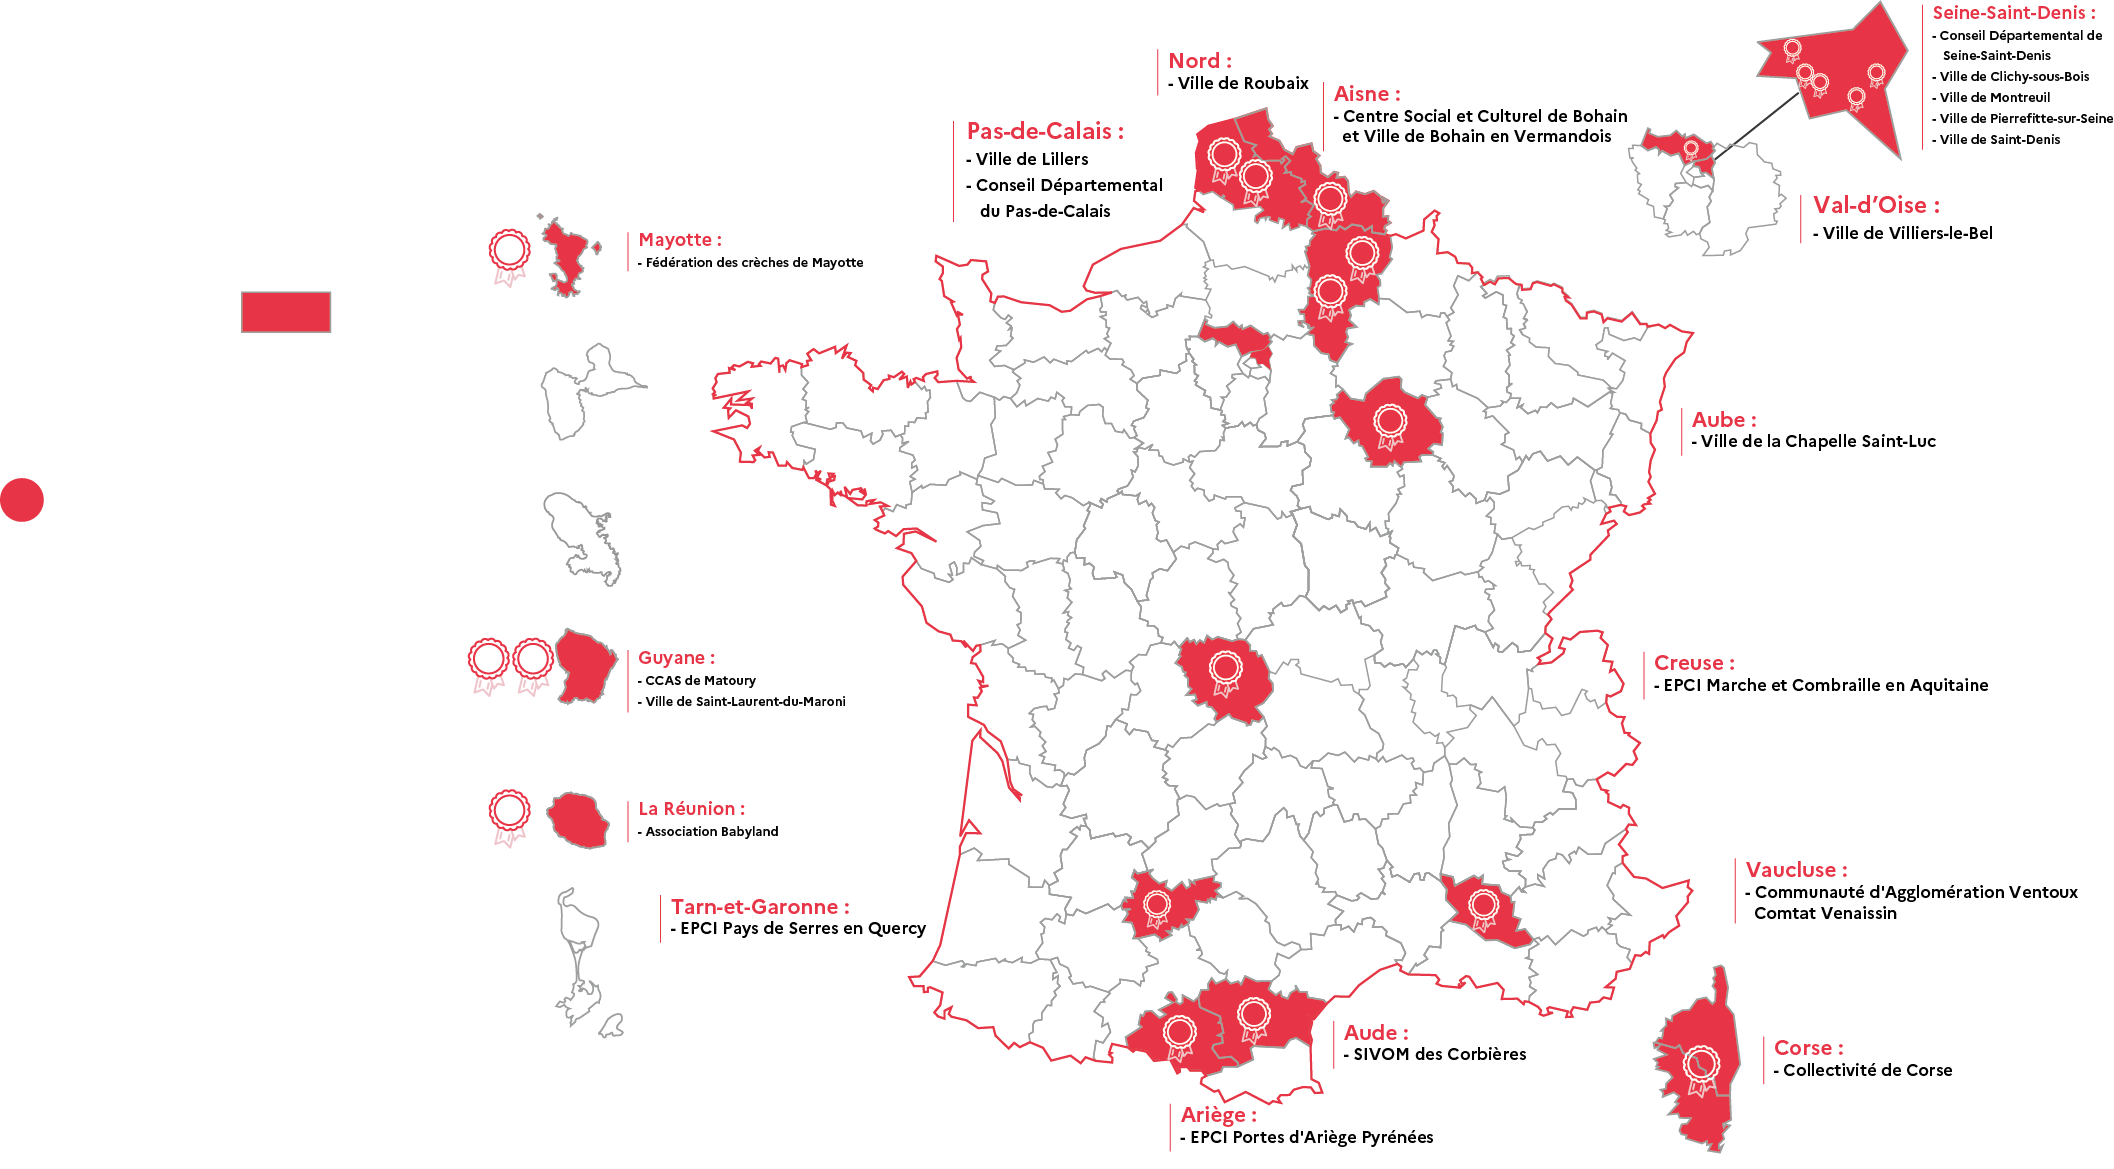 Seine-Saint-Denis :
- Conseil Départemental de
Seine-Saint-Denis
- Ville de Clichy-sous-Bois
- Ville de Montreuil
- Ville de Pierrefitte-sur-Seine
- Ville de Saint-Denis
Nord :
- Ville de Roubaix
Aisne :
- Centre Social et Culturel de Bohain
et Ville de Bohain en Vermandois
Pas-de-Calais :
- Ville de Lillers
- Conseil Départemental
du Pas-de-Calais
Val-d’Oise :
- Ville de Villiers-le-Bel
Mayotte :
- Fédération des crèches de Mayotte
Aube :
- Ville de la Chapelle Saint-Luc
Guyane :
- CCAS de Matoury
- Ville de Saint-Laurent-du-Maroni
Creuse :
- EPCI Marche et Combraille en Aquitaine
La Réunion :
- Association Babyland
Vaucluse :
- Communauté d'Agglomération Ventoux
Comtat Venaissin
Tarn-et-Garonne :
- EPCI Pays de Serres en Quercy
Aude :
- SIVOM des Corbières
Corse :
- Collectivité de Corse
Ariège :
- EPCI Portes d'Ariège Pyrénées